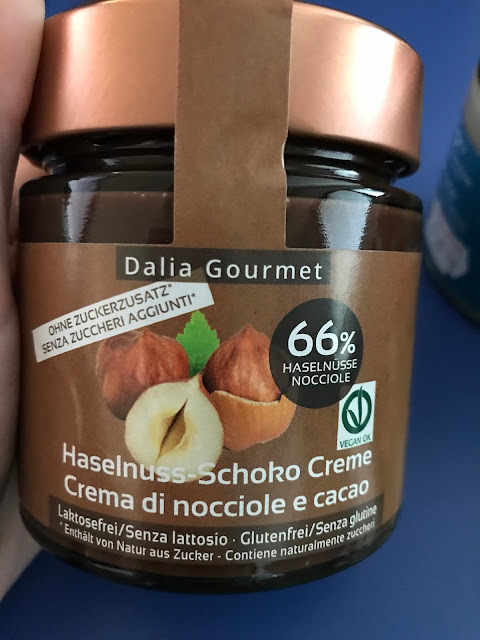 Dalia Gourmet
OHNE ZUCKERZUSATZ*
SENZA ZUCCHERI AGGIUNTI*
66%
HASELNÜSSE
NOCCIOLE
VEGAN OK
Haselnuss-Schoko Creme
Crema di nocciole e cacao
Laktosefrei/Senza lattosio · Glutenfrei/Senza glutine
* Enthält von Natur aus Zucker - Contiene naturalmente zuccheri